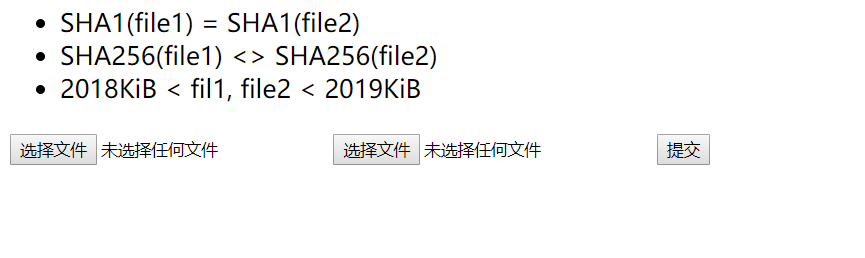 SHA1(file1) = SHA1(file2)
SHA256(file1) <> SHA256(file2)
2018KiB < fil1, file2 < 2019KiB
选择文件 未选择任何文件 选择文件 未选择任何文件 提交